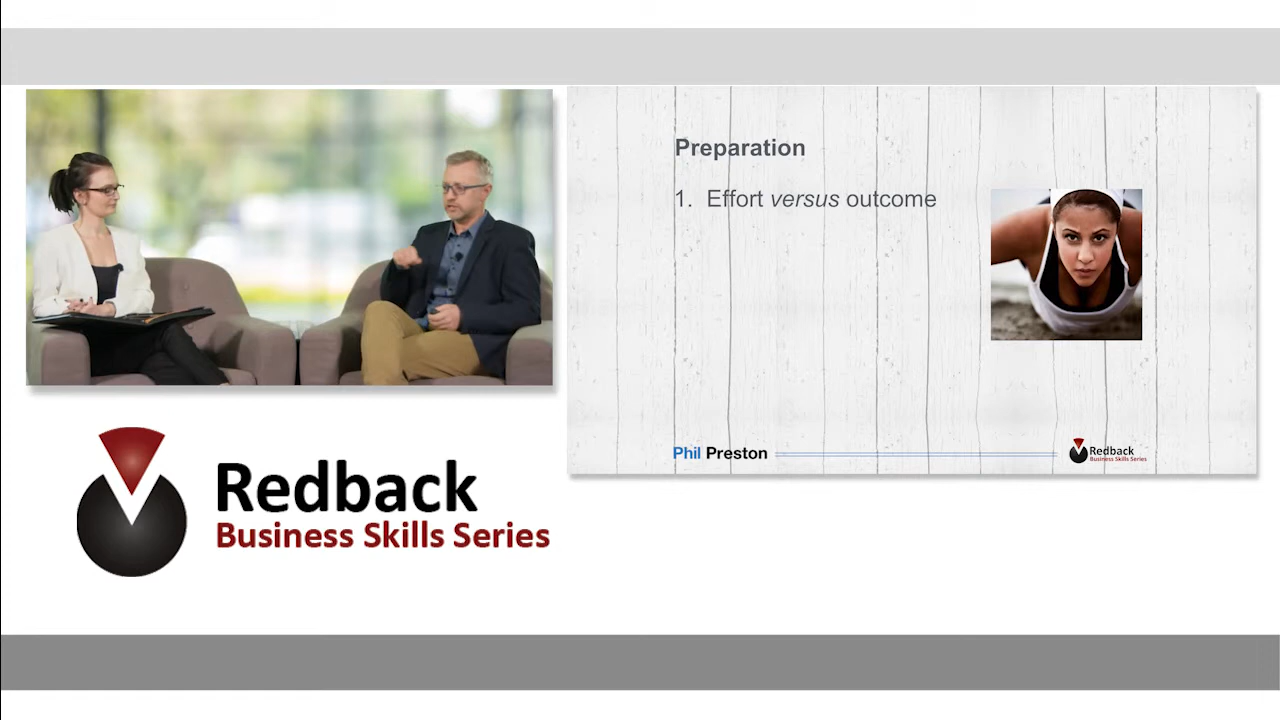 Preparation
1. Effort versus outcome
Phil Preston
Redback
Business Skills Series
Redback
Business Skills Series